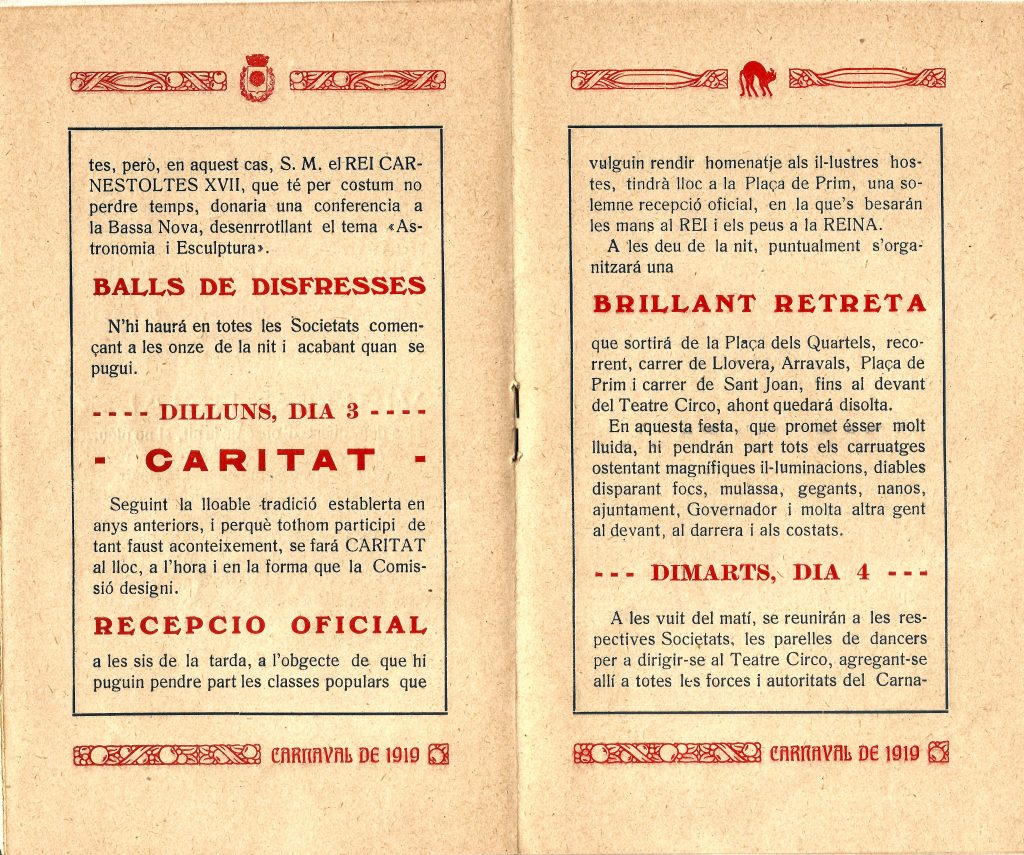 tes, però, en aquest cas, S. M. el REI CAR-
NESTOLTES XVII, que té per costum no
perdre temps, donaria una conferencia a
la Bassa Nova, desenrrotllant el tema «As-
tronomia i Esculptura».
BALLS DE DISFRESSES
N'hi haurá en totes les Societats comen-
çant a les onze de la nit i acabant quan se
pugui.
---- DILLUNS, DIA 3 ----
- CARITAT -
Seguint la lloable tradició establerta en
anys anteriors, i perquè tothom participi de
tant faust aconteixement, se fará CARITAT
al lloc, a l'hora i en la forma que la Comis-
sió designi.
RECEPCIO OFICIAL
a les sis de la tarda, a l'obgecte de que hi
puguin pendre part les classes populars que
CARNAVAL DE 1919
vulguin rendir homenatje als il-lustres hos-
tes, tindrà lloc a la Plaça de Prim, una so-
lemne recepció oficial, en la que's besarán
les mans al REI i els peus a la REINA.
A les deu de la nit, puntualment s'orga-
nitzará una
BRILLANT RETRETA
que sortirá de la Plaça dels Quartels, reco-
rrent, carrer de Llovera, Arravals, Plaça de
Prim i carrer de Sant Joan, fins al devant
del Teatre Circo, ahont quedará disolta.
En aquesta festa, que promet ésser molt
lluida, hi pendrán part tots els carruatges
ostentant magnífiques il-luminacions, diables
disparant focs, mulassa, gegants, nanos,
ajuntament, Governador i molta altra gent
al devant, al darrera i als costats.
--- DIMARTS, DIA 4 ---
A les vuit del matí, se reunirán a les res-
pectives Societats, les parelles de dancers
per a dirigir-se al Teatre Circo, agregant-se
allí a totes les forces i autoritats del Carna-
CARNAVAL DE 1919